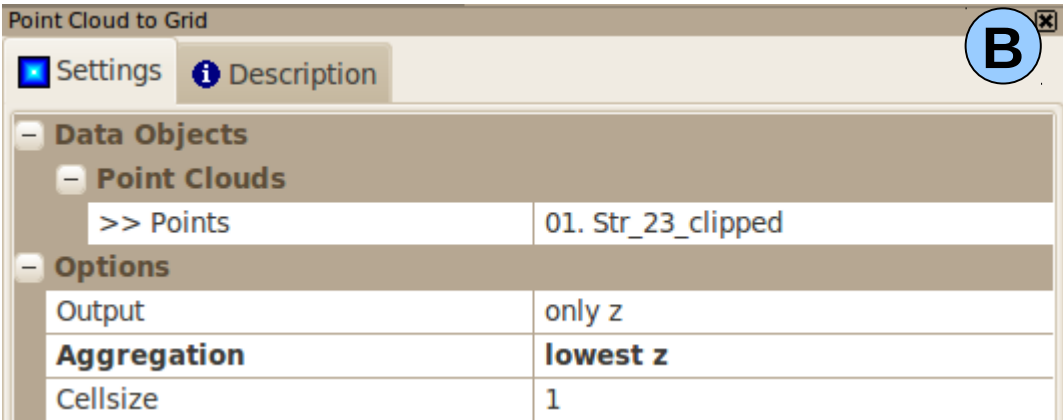 Point Cloud to Grid
B
Settings
Description
Data Objects
Point Clouds
>> Points 01. Str_23_clipped
Options
Output only z
Aggregation lowest z
Cellsize 1